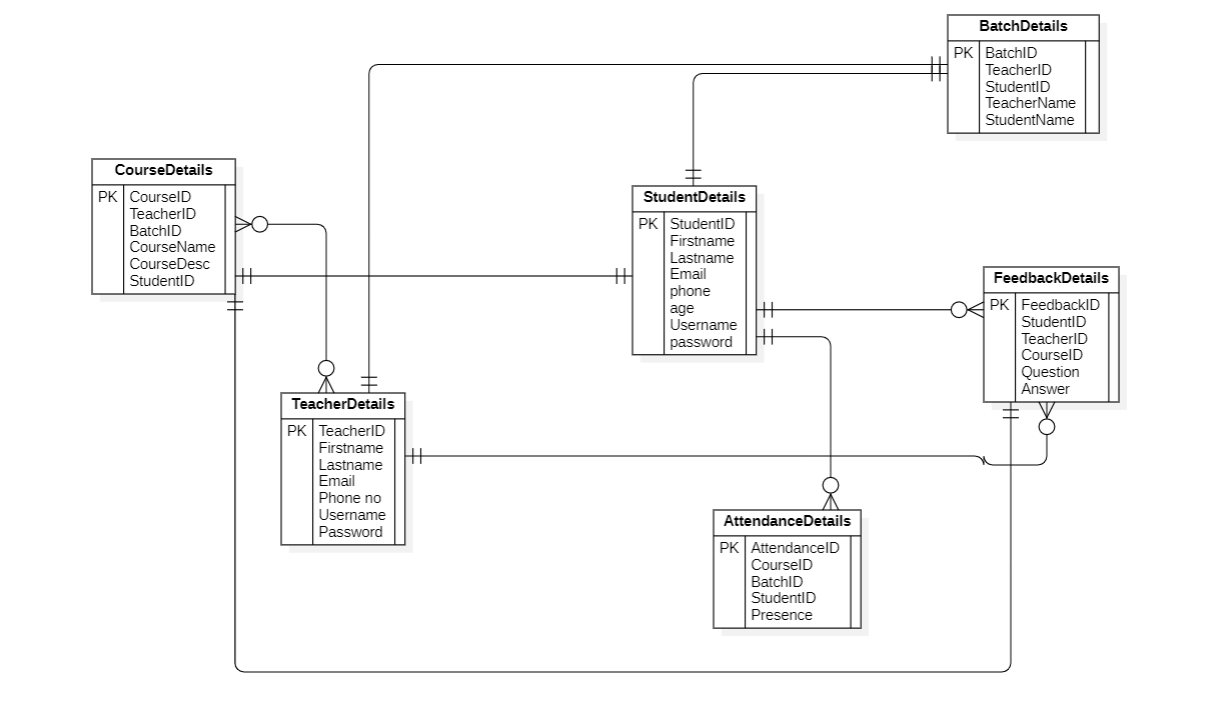 BatchDetails
PK BatchID
TeacherID
StudentID
TeacherName
StudentName
CourseDetails
PK CourseID
TeacherID
BatchID
CourseName
CourseDesc
StudentID
StudentDetails
PK StudentID
Firstname
Lastname
Email
phone
age
Username
password
FeedbackDetails
PK FeedbackID
StudentID
TeacherID
CourseID
Question
Answer
TeacherDetails
PK TeacherID
Firstname
Lastname
Email
Phone no
Username
Password
AttendanceDetails
PK AttendanceID
CourseID
BatchID
StudentID
Presence